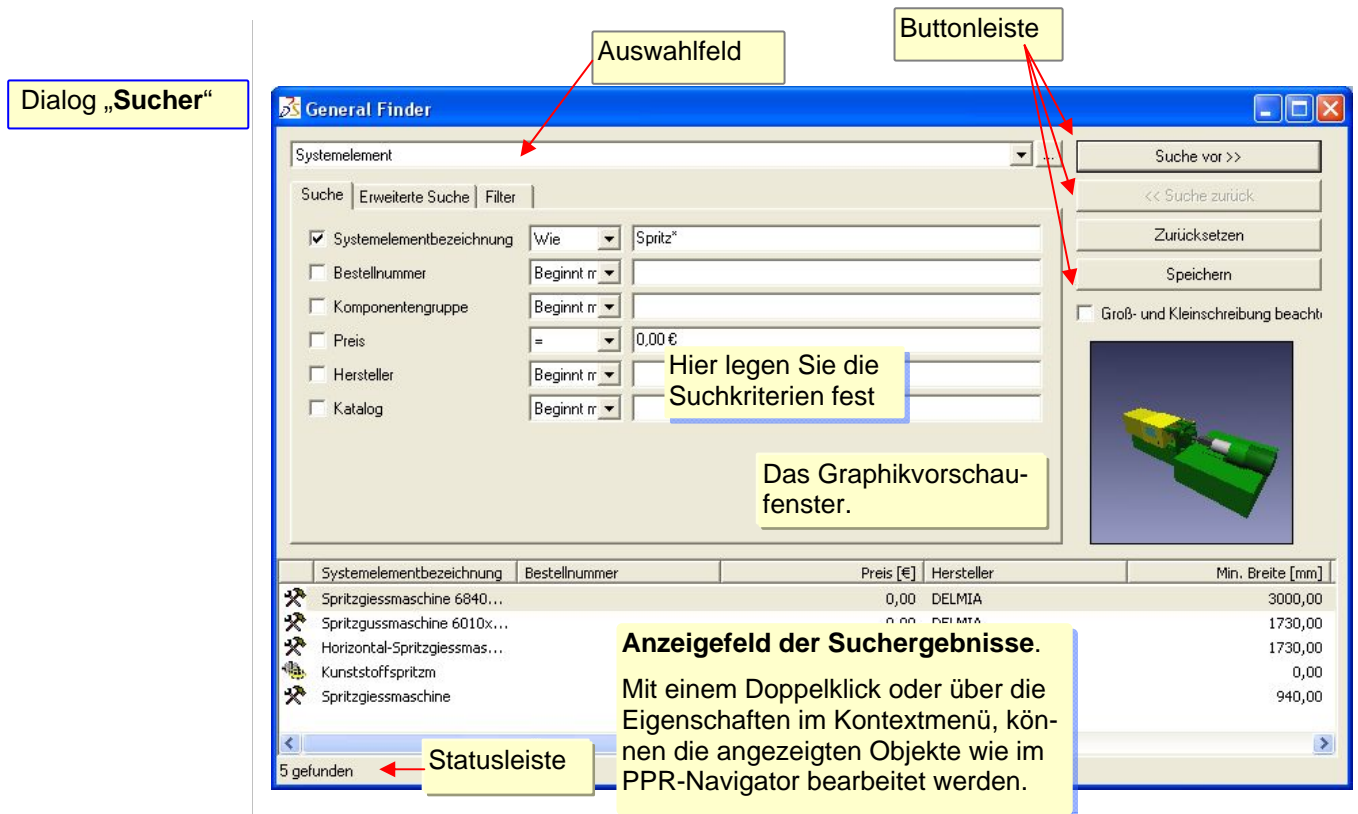 Buttonleiste
Auswahlfeld
Dialog „Sucher“
General Finder
Systemelement
...
Suche vor >>
Suche Erweiterte Suche Filter
<< Suche zurück
Systemelementbezeichnung Wie Spritz*
Zurücksetzen
Bestellnummer Beginnt m
Speichern
Komponentengruppe Beginnt m
Groß- und Kleinschreibung beacht
Preis = 0,00 €
Hersteller Beginnt m
Katalog Beginnt m
Hier legen Sie die
Suchkriterien fest
Das Graphikvorschau-
fenster.
Systemelementbezeichnung Bestellnummer Preis [€] Hersteller Min. Breite [mm]
Spritzgiessmaschine 6840... 0,00 DELMIA 3000,00
Spritzgussmaschine 6010x... 0,00 DELMIA 1730,00
Horizontal-Spritzgiessmas... 1730,00
Kunststoffspritzm 0,00
Spritzgiessmaschine 940,00
Anzeigefeld der Suchergebnisse.
Mit einem Doppelklick oder über die
Eigenschaften im Kontextmenü, kön-
nen die angezeigten Objekte wie im
PPR-Navigator bearbeitet werden.
Statusleiste
5 gefunden